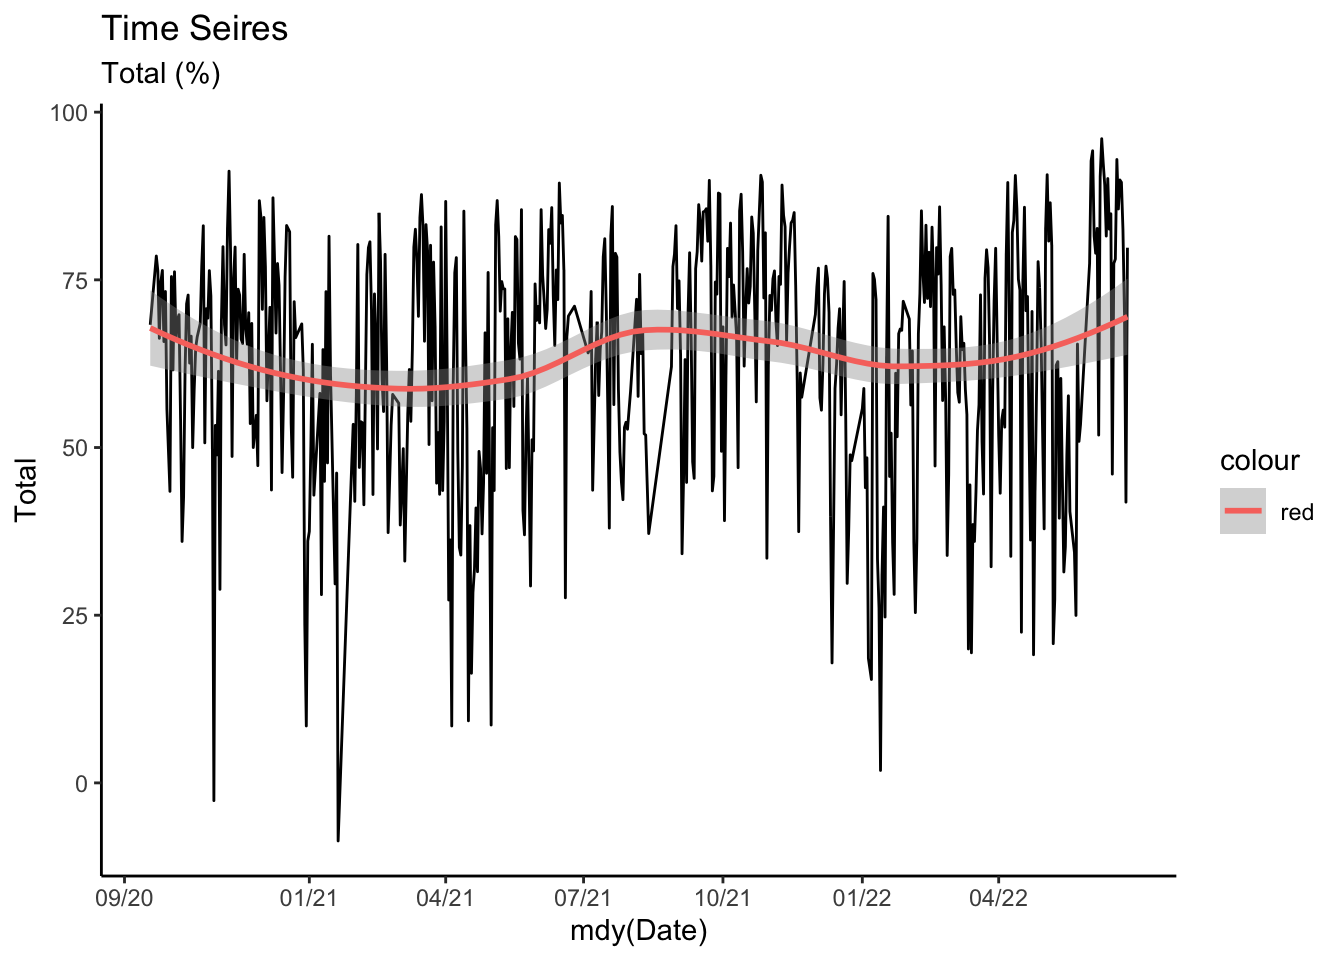 Time Seires
Total (%)
100
75
50
25
0
Total
09/20
01/21
04/21
07/21
10/21
01/22
04/22
mdy(Date)
colour
red